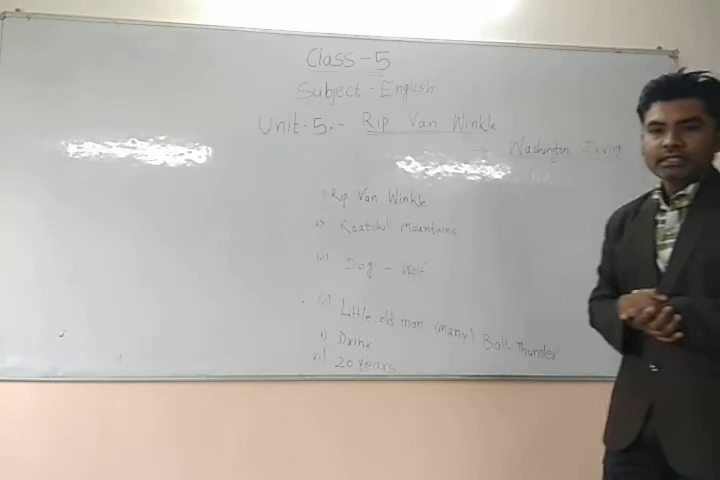 Class - 5
Subject - English
Unit - 5. - Rip Van Winkle
→ Washington Irving
i) Rip Van Winkle
ii) Kaatskill mountains
iii) Dog - Wolf
iv) Little old man (many) Ball - Thunder
v) Drink
vi) 20 years